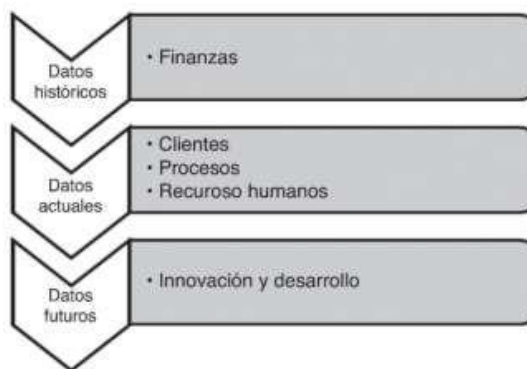 Datos
históricos
• Finanzas
Datos
actuales
• Clientes
• Procesos
• Recuroso humanos
Datos
futuros
• Innovación y desarrollo